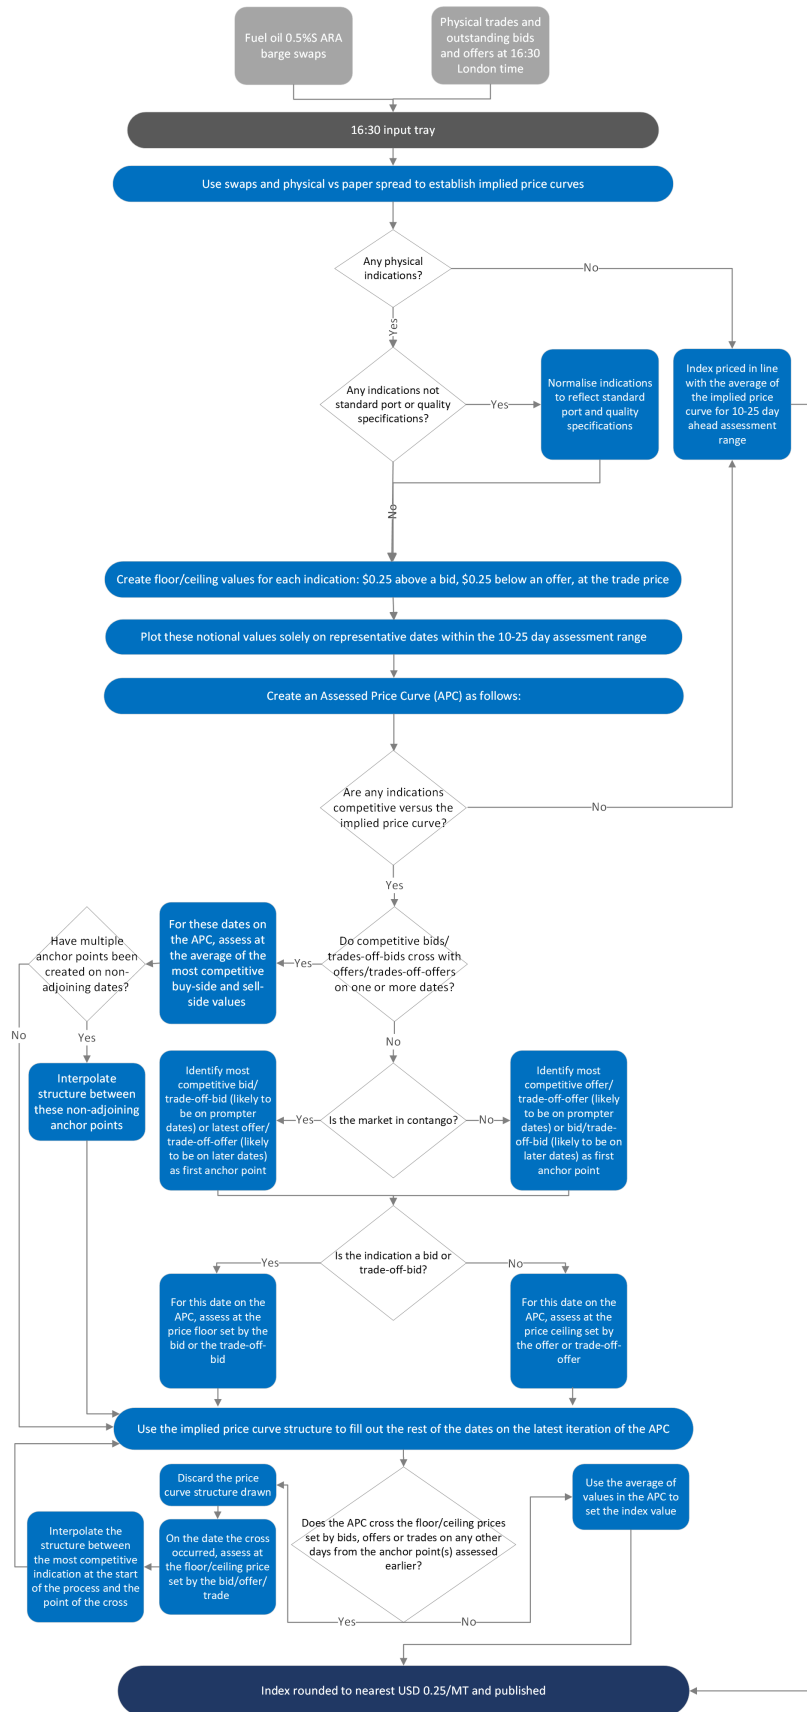 Fuel oil 0.5%S ARA
barge swaps
Physical trades and
outstanding bids
and offers at 16:30
London time
16:30 input tray
Use swaps and physical vs paper spread to establish implied price curves
Any physical
indications?
No
Yes
Any indications not
standard port or quality
specifications?
Yes
Normalise indications
to reflect standard
port and quality
specifications
Index priced in line
with the average of
the implied price
curve for 10-25 day
ahead assessment
range
No
Create floor/ceiling values for each indication: $0.25 above a bid, $0.25 below an offer, at the trade price
Plot these notional values solely on representative dates within the 10-25 day assessment range
Create an Assessed Price Curve (APC) as follows:
Are any indications
competitive versus the
implied price curve?
No
Yes
Have multiple
anchor points been
created on non-
adjoining dates?
For these dates on
the APC, assess at
the average of the
most competitive
buy-side and sell-
side values
Yes
Do competitive bids/
trades-off-bids cross with
offers/trades-off-offers
on one or more dates?
No
Yes
No
Interpolate
structure between
these non-adjoining
anchor points
Identify most
competitive bid/
trade-off-bid (likely to
be on prompter
dates) or latest offer/
trade-off-offer (likely
to be on later dates)
as first anchor point
Yes
Is the market in contango?
No
Identify most
competitive offer/
trade-off-offer (likely
to be on prompter
dates) or bid/trade-
off-bid (likely to be on
later dates) as first
anchor point
Yes
Is the indication a bid or
trade-off-bid?
No
For this date on the
APC, assess at the
price floor set by the
bid or the trade-off-
bid
For this date on the
APC, assess at the
price ceiling set by
the offer or trade-off-
offer
Use the implied price curve structure to fill out the rest of the dates on the latest iteration of the APC
Discard the price
curve structure drawn
Does the APC cross the floor/ceiling prices
set by bids, offers or trades on any other
days from the anchor point(s) assessed
earlier?
Use the average of
values in the APC to
set the index value
Interpolate the
structure between
the most competitive
indication at the start
of the process and the
point of the cross
On the date the cross
occurred, assess at
the floor/ceiling price
set by the bid/offer/
trade
Yes
No
Index rounded to nearest USD 0.25/MT and published